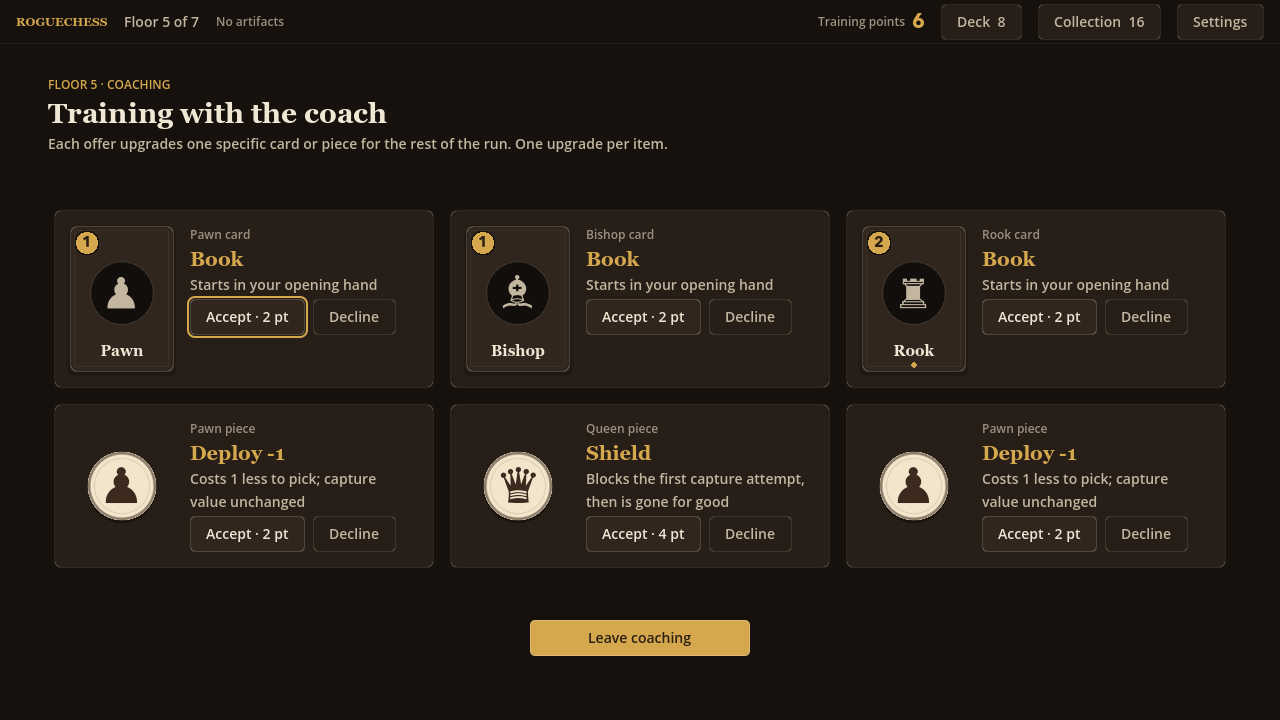 ROGUECHESS Floor 5 of 7 No artifacts Training points 6 Deck 8 Collection 16 Settings
FLOOR 5 · COACHING
Training with the coach
Each offer upgrades one specific card or piece for the rest of the run. One upgrade per item.
1
Pawn
Pawn card
Book
Starts in your opening hand
Accept · 2 pt Decline
1
Bishop
Bishop card
Book
Starts in your opening hand
Accept · 2 pt Decline
2
Rook
Rook card
Book
Starts in your opening hand
Accept · 2 pt Decline
Pawn piece
Deploy -1
Costs 1 less to pick; capture
value unchanged
Accept · 2 pt Decline
Queen piece
Shield
Blocks the first capture attempt,
then is gone for good
Accept · 4 pt Decline
Pawn piece
Deploy -1
Costs 1 less to pick; capture
value unchanged
Accept · 2 pt Decline
Leave coaching